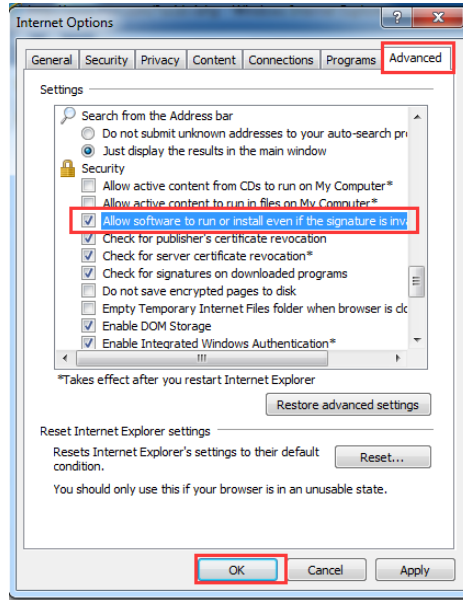 Internet Options
General Security Privacy Content Connections Programs Advanced
Settings
Search from the Address bar
Do not submit unknown addresses to your auto-search pro
Just display the results in the main window
Security
Allow active content from CDs to run on My Computer*
Allow active content to run in files on My Computer*
Allow software to run or install even if the signature is inv
Check for publisher's certificate revocation
Check for server certificate revocation*
Check for signatures on downloaded programs
Do not save encrypted pages to disk
Empty Temporary Internet Files folder when browser is clo
Enable DOM Storage
Enable Integrated Windows Authentication*
*Takes effect after you restart Internet Explorer
Restore advanced settings
Reset Internet Explorer settings
Resets Internet Explorer's settings to their default
condition.
Reset...
You should only use this if your browser is in an unusable state.
OK Cancel Apply